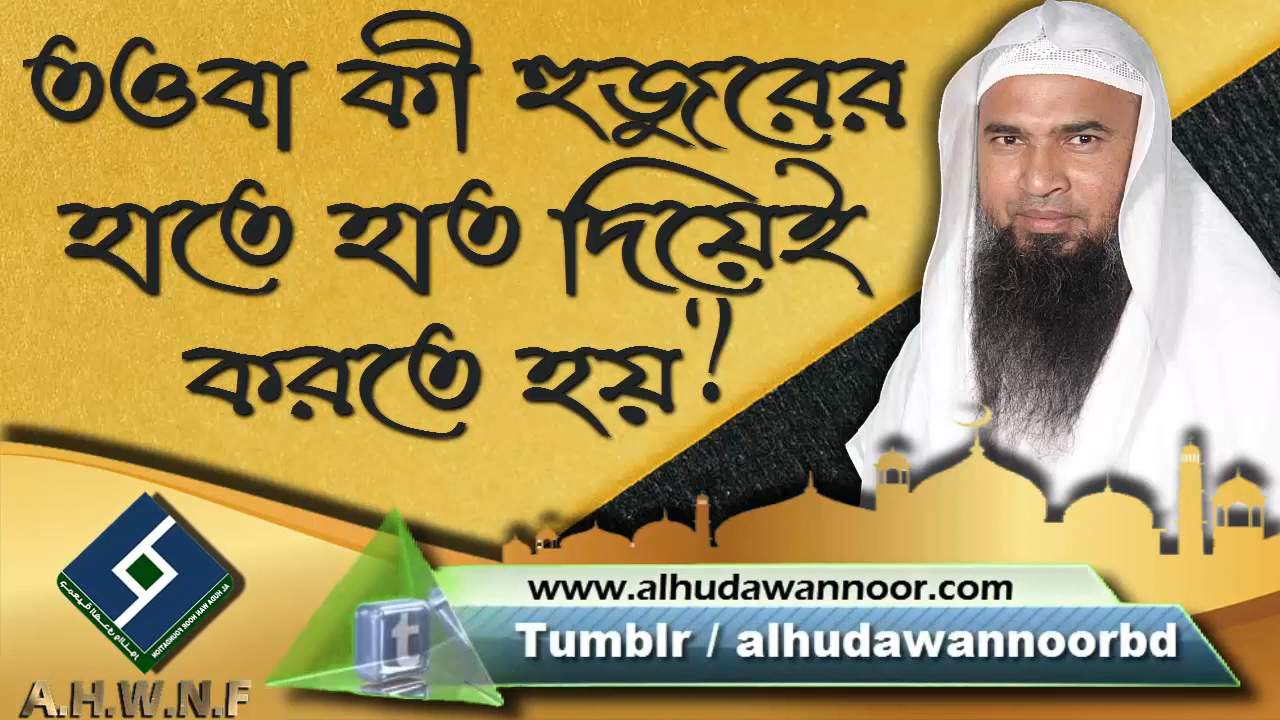 তওবা কী হুজুরের
হাতে হাত দিয়েই
করতে হয়?
www.alhudawannoor.com
t
Tumblr / alhudawannoorbd
A.H.W.N.F